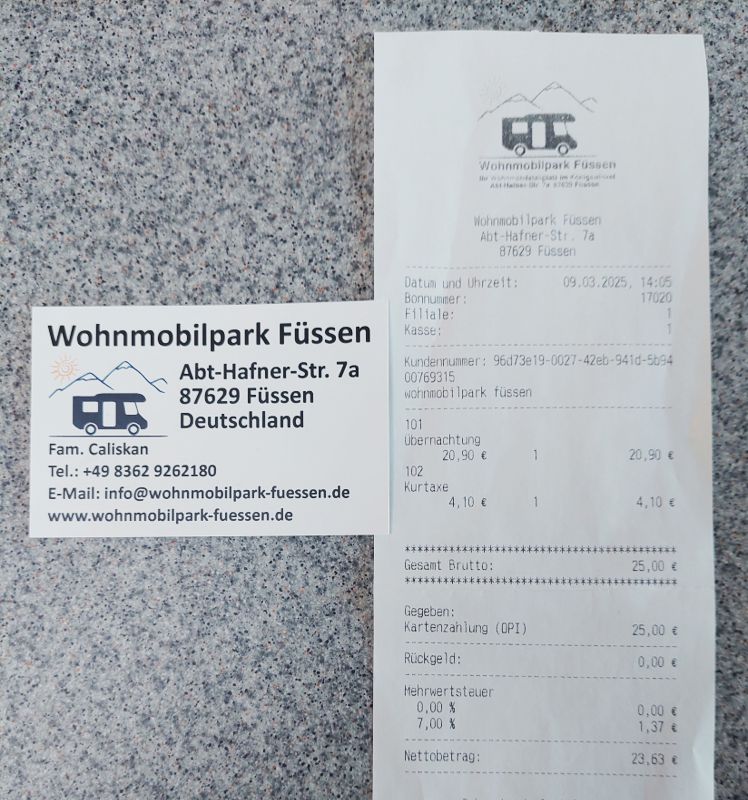 Wohnmobilpark Füssen
Abt-Hafner-Str. 7a
87629 Füssen
Deutschland
Fam. Caliskan
Tel.: +49 8362 9262180
E-Mail: info@wohnmobilpark-fuessen.de
www.wohnmobilpark-fuessen.de
Wohnmobilpark Füssen
Abt-Hafner-Str. 7a 87629 Füssen
Wohnmobilpark Füssen
Abt-Hafner-Str. 7a
87629 Füssen
Datum und Uhrzeit: 09.03.2025, 14:05
Bonnummer: 17020
Filiale: 1
Kasse: 1
Kundennummer: 96d73e19-0027-42eb-941d-5b94
00769315
wohnmobilpark füssen
101
Übernachtung
20,90 € 1 20,90 €
102
Kurtaxe
4,10 € 1 4,10 €
******************************************
Gesamt Brutto: 25,00 €
******************************************
Gegeben:
Kartenzahlung (OPI) 25,00 €
Rückgeld: 0,00 €
Mehrwertsteuer
0,00 % 0,00 €
7,00 % 1,37 €
Nettobetrag: 23,63 €